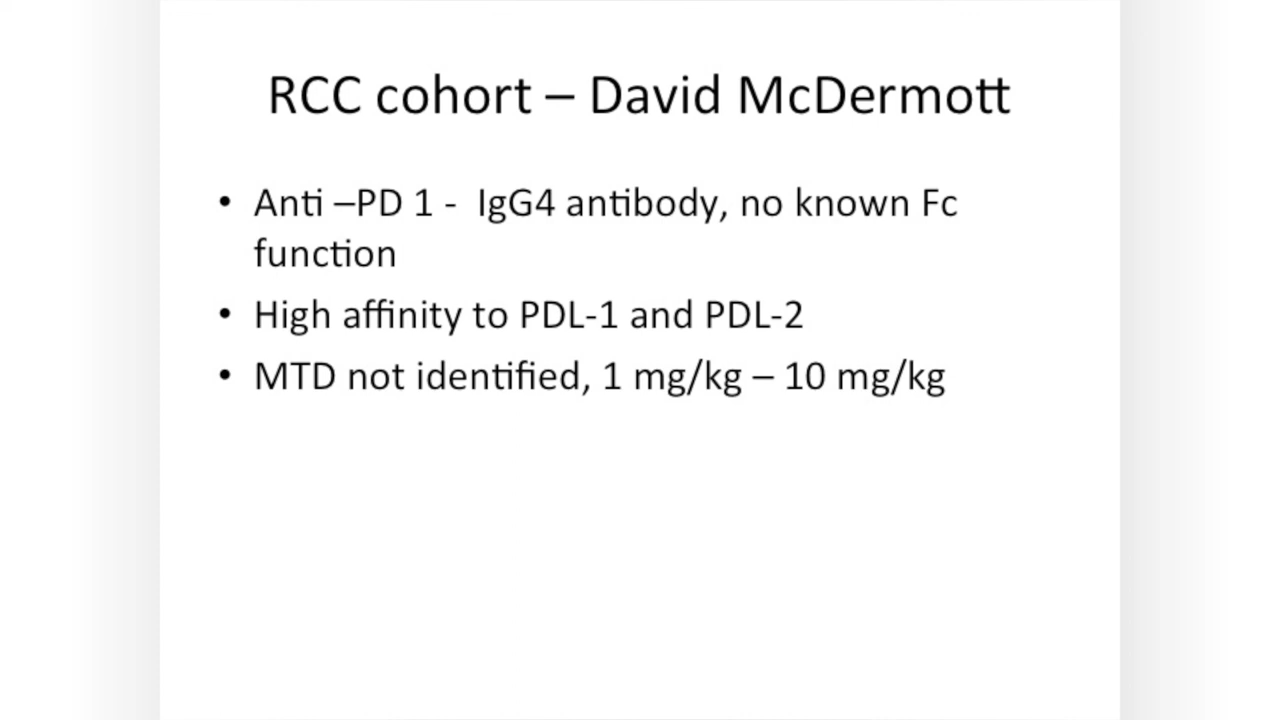 RCC cohort – David McDermott
• Anti –PD 1 -  IgG4 antibody, no known Fc
function
• High affinity to PDL-1 and PDL-2
• MTD not identified, 1 mg/kg – 10 mg/kg